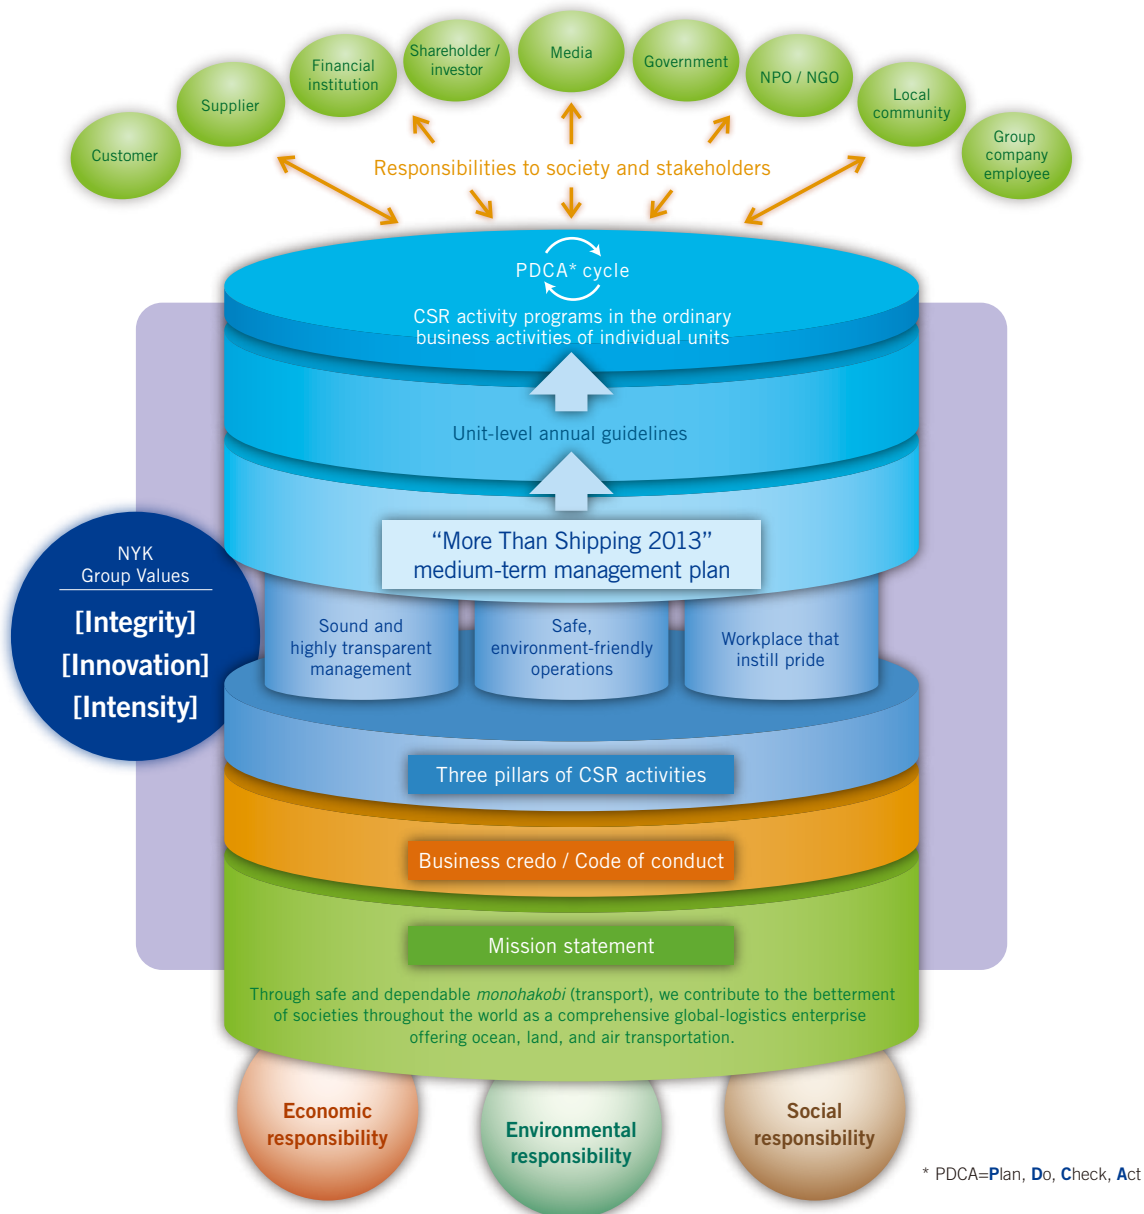 Customer
Supplier
Financial
institution
Shareholder /
investor
Media
Government
NPO / NGO
Local
community
Group
company
employee
Responsibilities to society and stakeholders
PDCA* cycle
CSR activity programs in the ordinary
business activities of individual units
Unit-level annual guidelines
“More Than Shipping 2013”
medium-term management plan
NYK
Group Values
[Integrity]
[Innovation]
[Intensity]
Sound and
highly transparent
management
Safe,
environment-friendly
operations
Workplace that
instill pride
Three pillars of CSR activities
Business credo / Code of conduct
Mission statement
Through safe and dependable monohakobi (transport), we contribute to the betterment
of societies throughout the world as a comprehensive global-logistics enterprise
offering ocean, land, and air transportation.
Economic
responsibility
Environmental
responsibility
Social
responsibility
* PDCA=Plan, Do, Check, Act